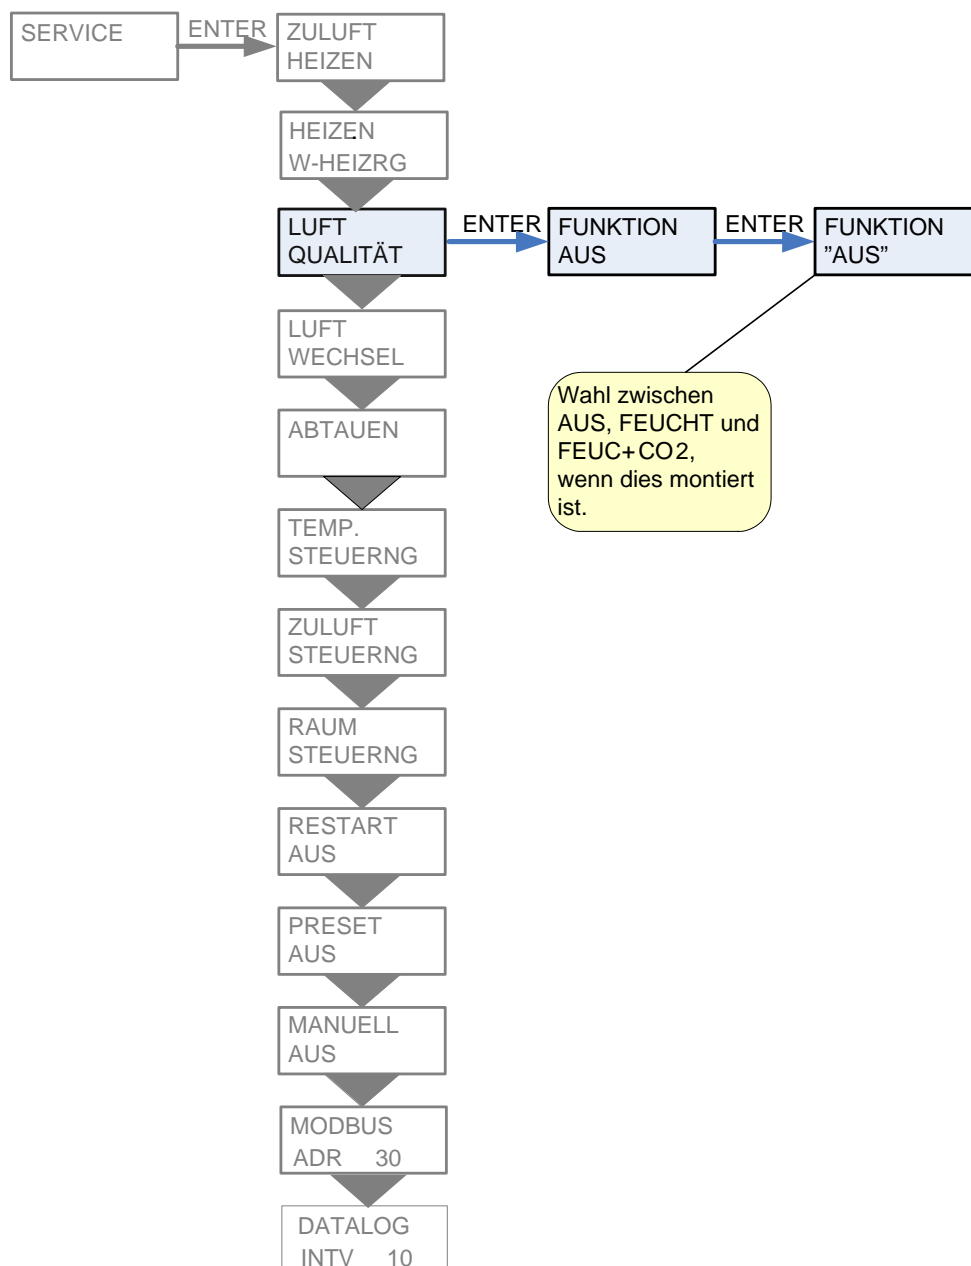 SERVICE
ENTER
ZULUFT
HEIZEN
HEIZEN
W-HEIZRG
LUFT
QUALITÄT
ENTER
FUNKTION
AUS
ENTER
FUNKTION
”AUS”
Wahl zwischen
AUS, FEUCHT und
FEUC+CO2,
wenn dies montiert
ist.
LUFT
WECHSEL
ABTAUEN
TEMP.
STEUERNG
ZULUFT
STEUERNG
RAUM
STEUERNG
RESTART
AUS
PRESET
AUS
MANUELL
AUS
MODBUS
ADR 30
DATALOG
INTV 10